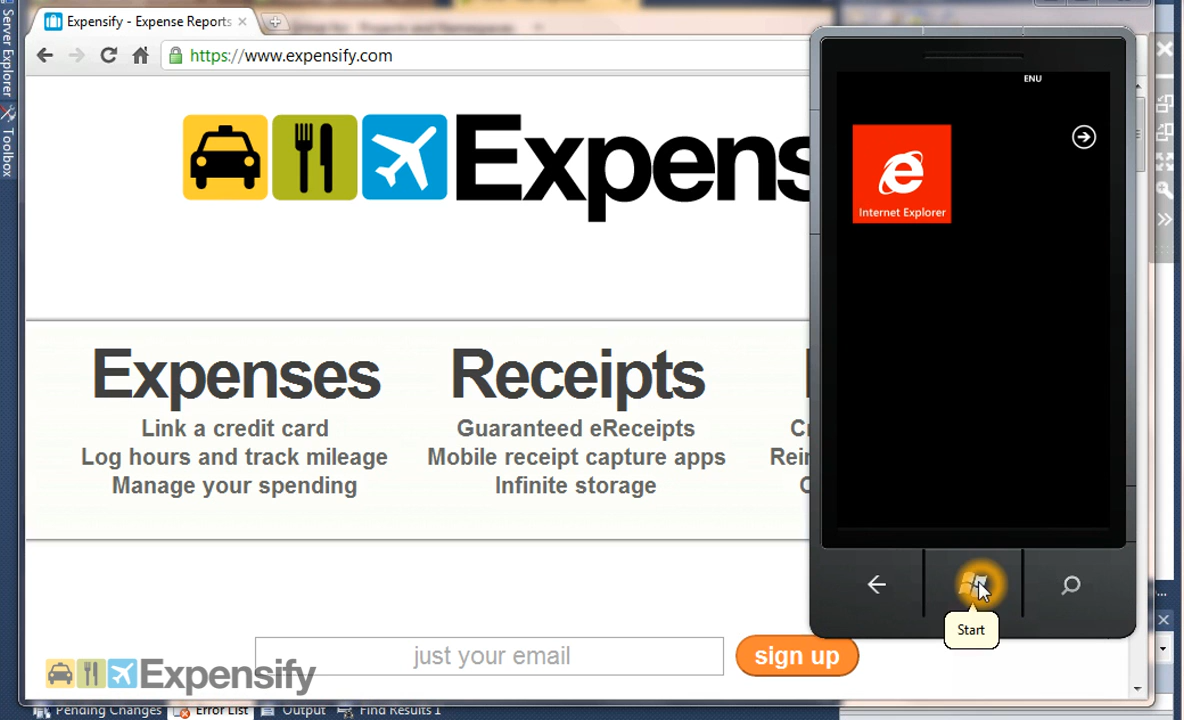 Server Explorer
Toolbox
Expensify - Expense Reports
https://www.expensify.com
Expens
Expenses
Link a credit card
Log hours and track mileage
Manage your spending
Receipts
Guaranteed eReceipts
Mobile receipt capture apps
Infinite storage
ENU
Internet Explorer
Start
just your email
sign up
Expensify
Pending Changes
Error List
Output
Find Results 1